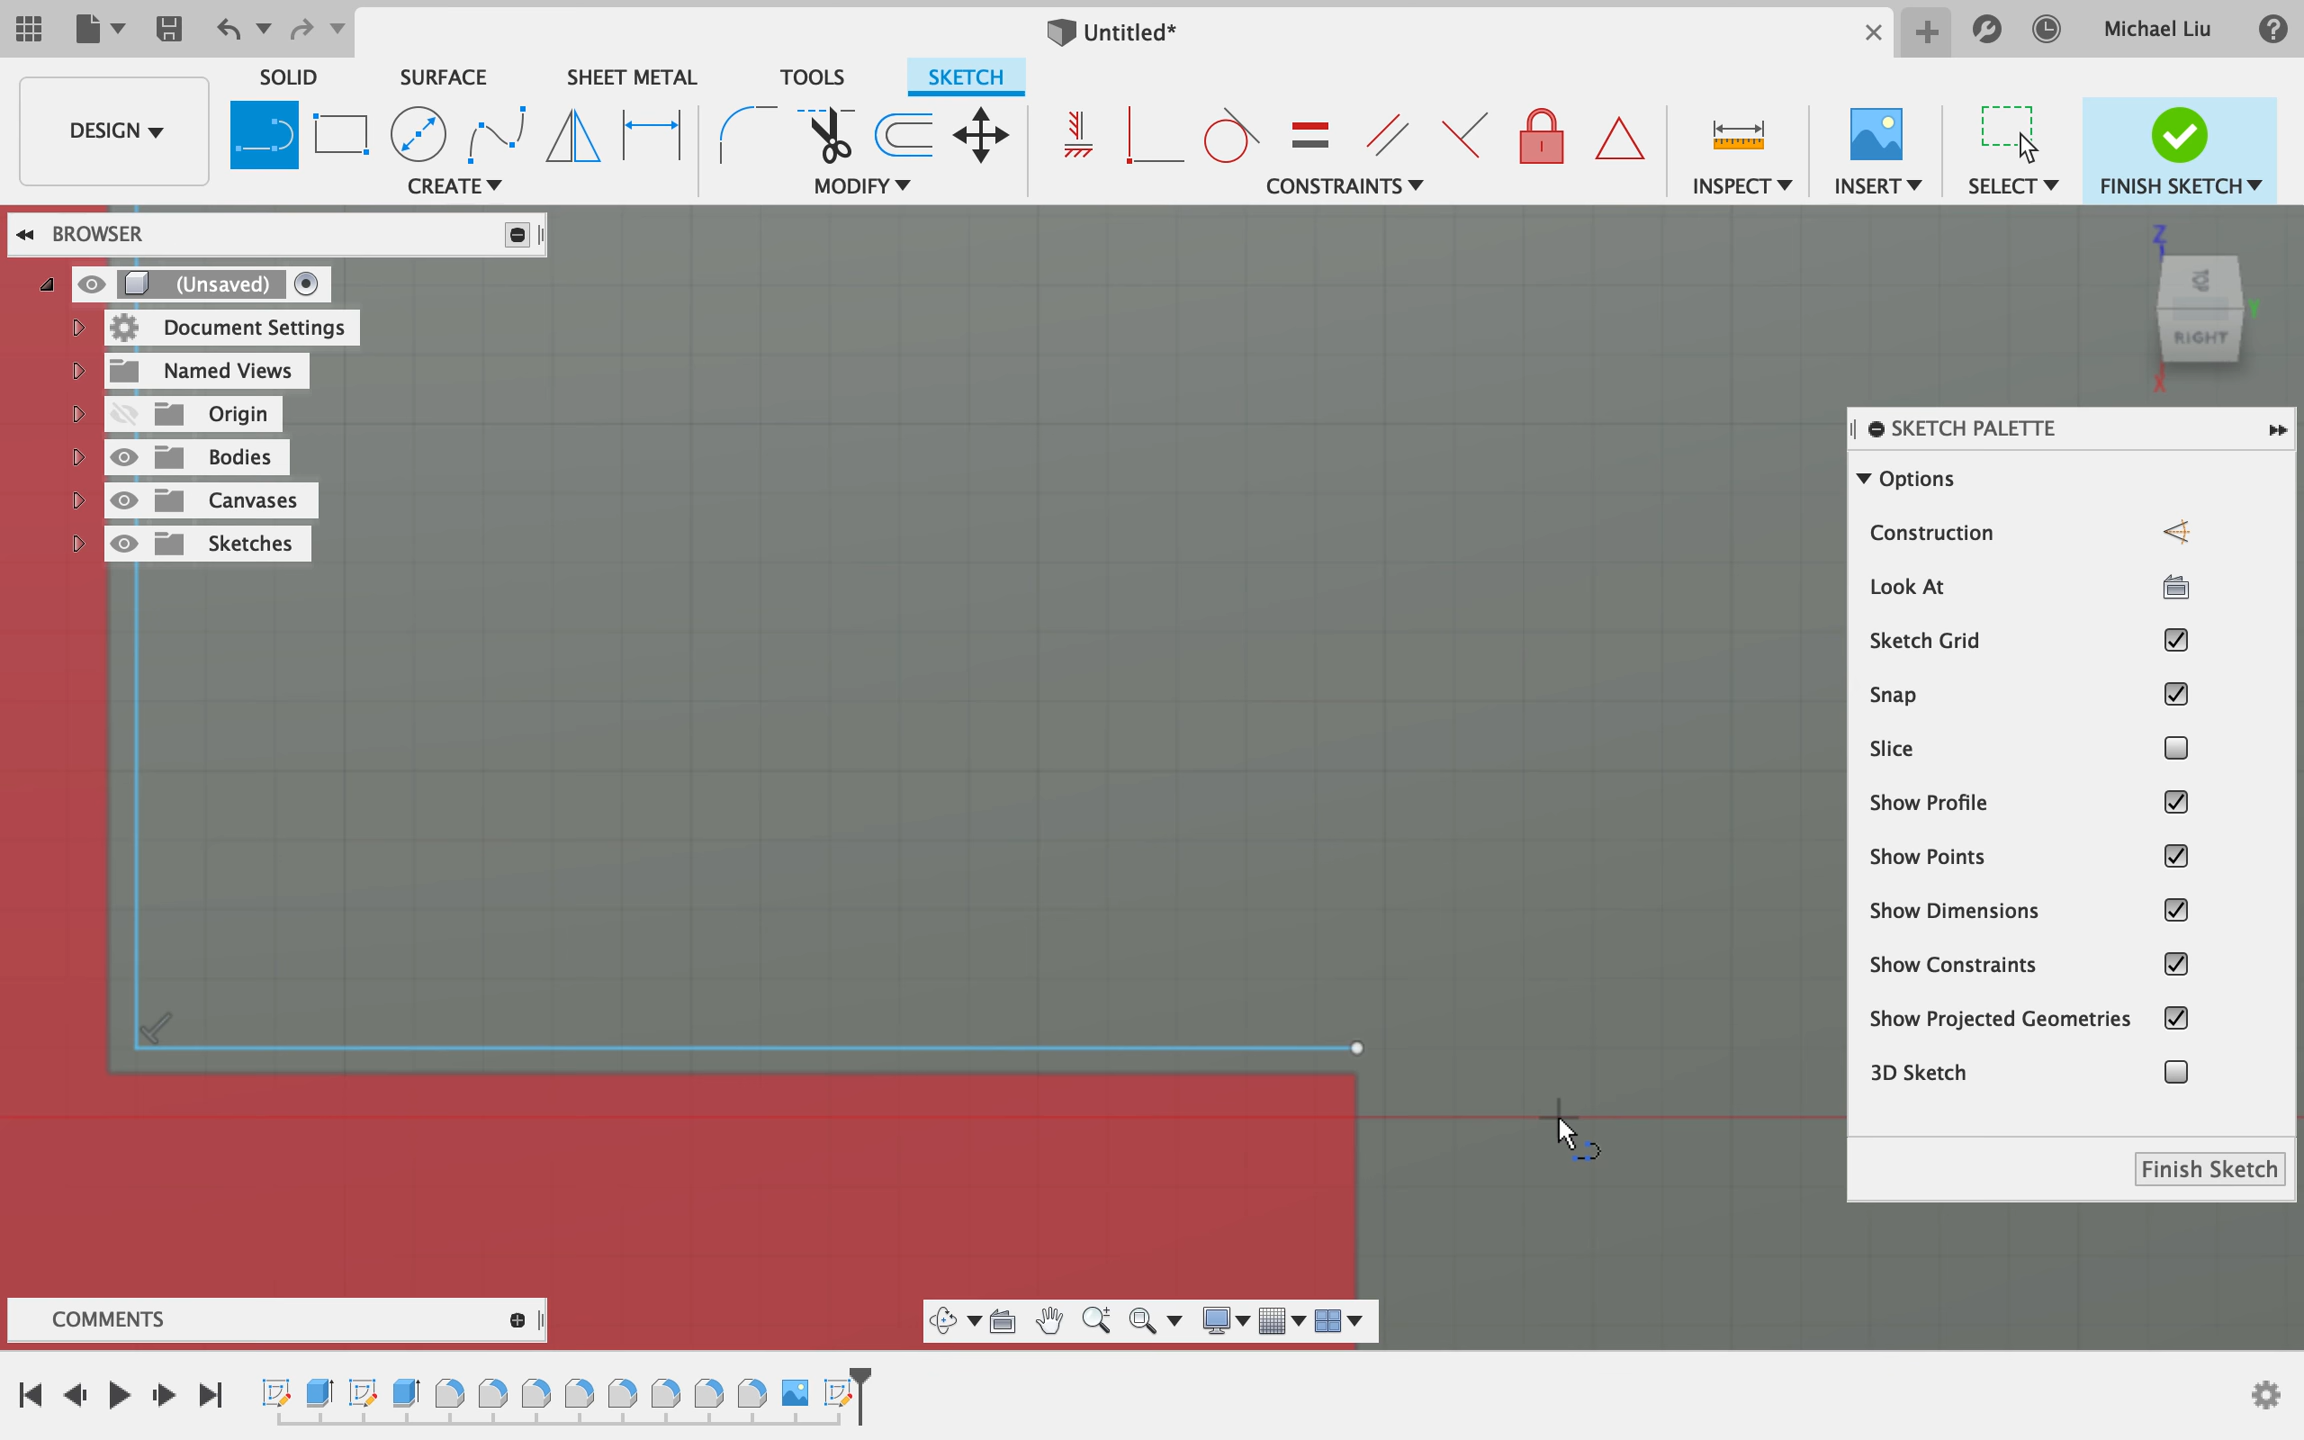 Untitled*
Michael Liu
SOLID
SURFACE
SHEET METAL
TOOLS
SKETCH
DESIGN
CREATE
MODIFY
CONSTRAINTS
INSPECT
INSERT
SELECT
FINISH SKETCH
BROWSER
(Unsaved)
Document Settings
Named Views
Origin
Bodies
Canvases
Sketches
Z
TOP
Y
RIGHT
X
SKETCH PALETTE
Options
Construction
Look At
Sketch Grid
Snap
Slice
Show Profile
Show Points
Show Dimensions
Show Constraints
Show Projected Geometries
3D Sketch
Finish Sketch
COMMENTS